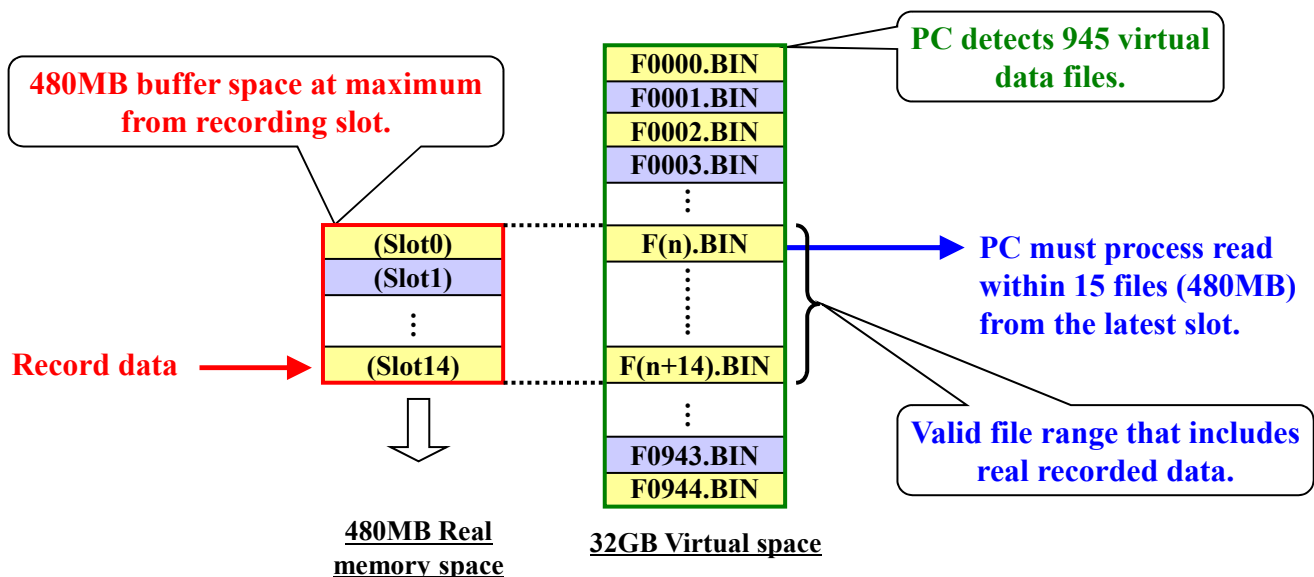 PC detects 945 virtual
data files.
480MB buffer space at maximum
from recording slot.
F0000.BIN
F0001.BIN
F0002.BIN
F0003.BIN
⋮
(Slot0)
(Slot1)
⋮
(Slot14)
Record data
F(n).BIN
F(n+14).BIN
⋮
F0943.BIN
F0944.BIN
PC must process read
within 15 files (480MB)
from the latest slot.
Valid file range that includes
real recorded data.
480MB Real
memory space
32GB Virtual space